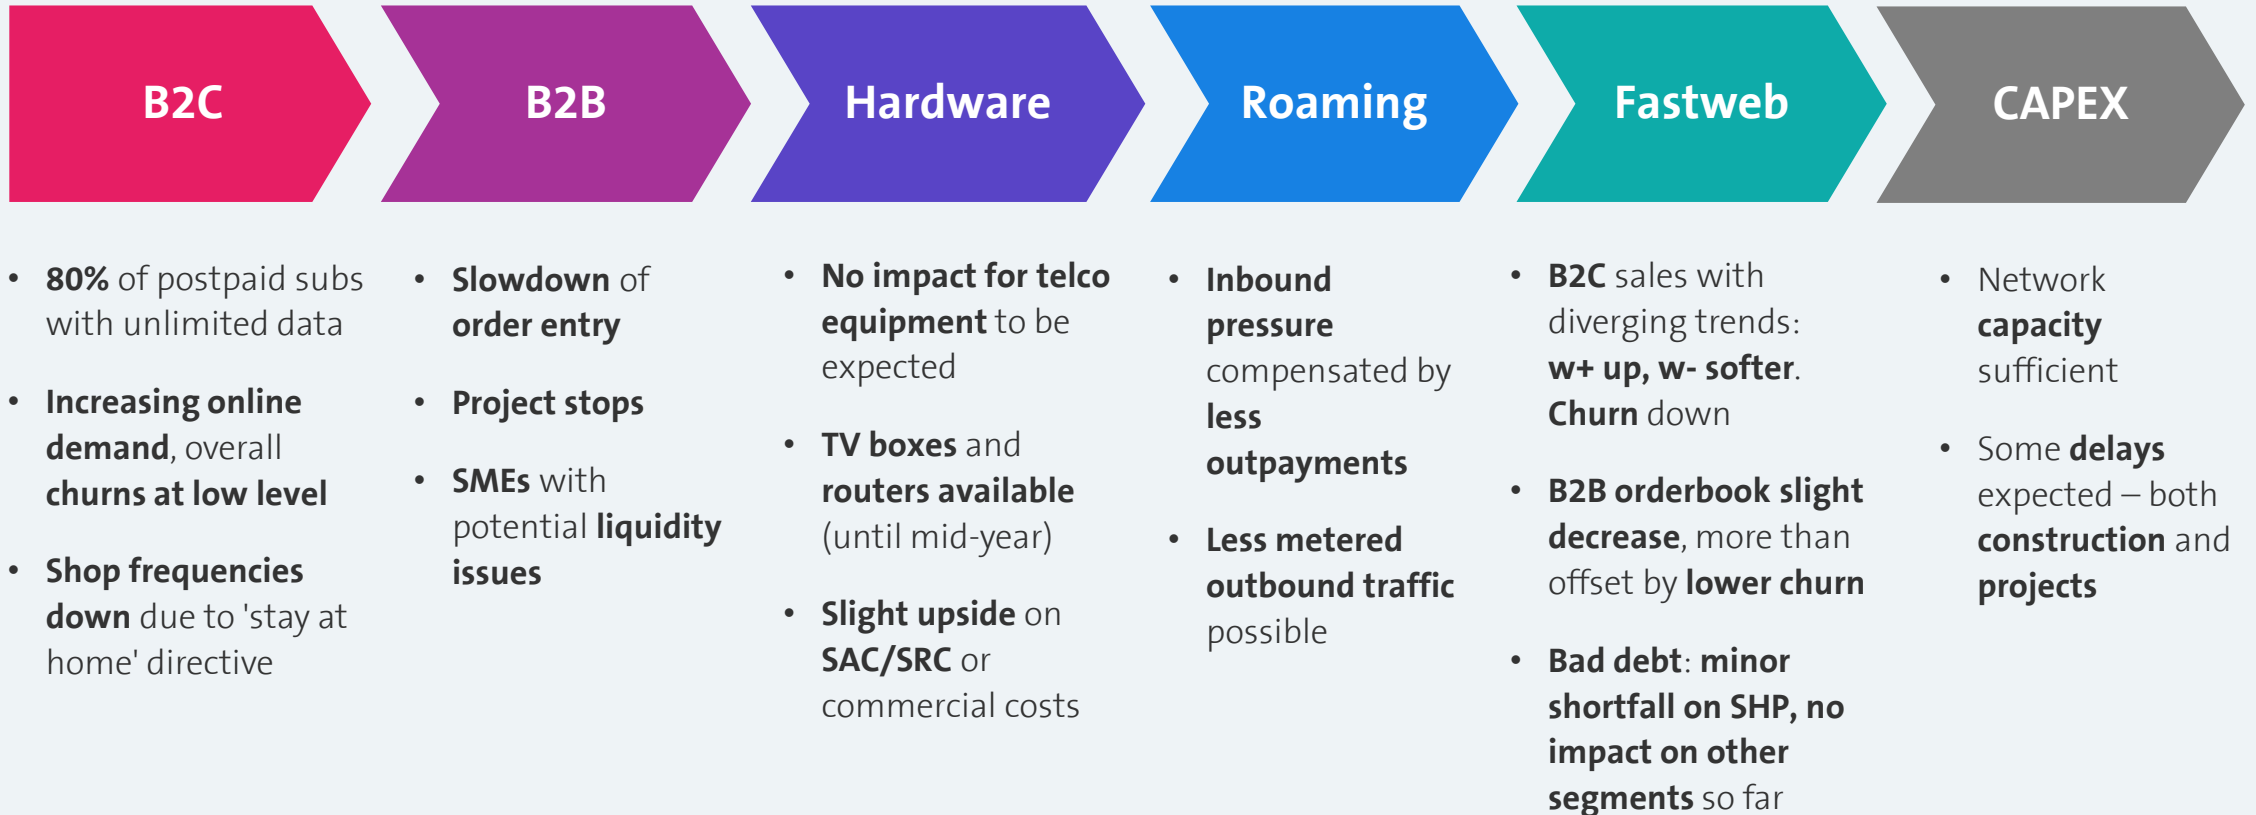 B2C
B2B
Hardware
Roaming
Fastweb
CAPEX
• 80% of postpaid subs
with unlimited data
• Increasing online
demand, overall
churns at low level
• Shop frequencies
down due to 'stay at
home' directive
• Slowdown of
order entry
• Project stops
• SMEs with
potential liquidity
issues
• No impact for telco
equipment to be
expected
• TV boxes and
routers available
(until mid-year)
• Slight upside on
SAC/SRC or
commercial costs
• Inbound
pressure
compensated by
less
outpayments
• Less metered
outbound traffic
possible
• B2C sales with
diverging trends:
w+ up, w- softer.
Churn down
• B2B orderbook slight
decrease, more than
offset by lower churn
• Bad debt: minor
shortfall on SHP, no
impact on other
segments so far
• Network
capacity
sufficient
• Some delays
expected – both
construction and
projects